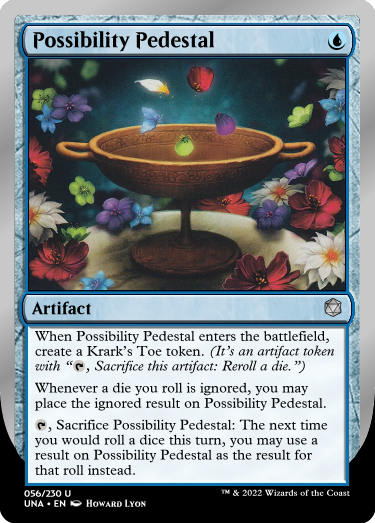 Possibility Pedestal
Artifact
When Possibility Pedestal enters the battlefield,
create a Krark's Toe token. (It's an artifact token
with “, Sacrifice this artifact: Reroll a die.”)
Whenever a die you roll is ignored, you may
place the ignored result on Possibility Pedestal.
, Sacrifice Possibility Pedestal: The next time
you would roll a dice this turn, you may use a
result on Possibility Pedestal as the result for
that roll instead.
056/230 U
UNA • EN Howard Lyon
™ & 2022 Wizards of the Coast